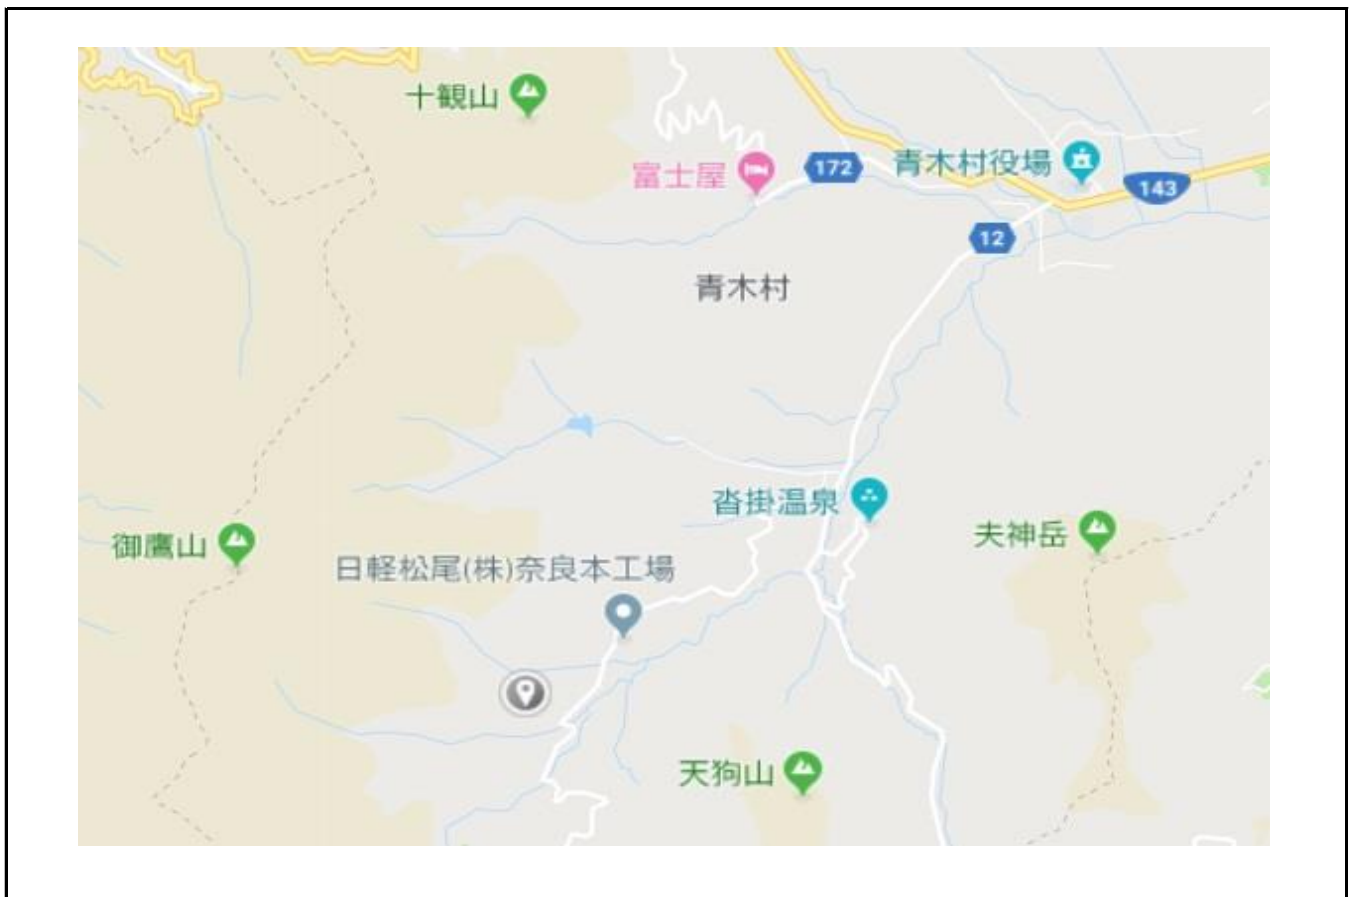 十観山
富士屋
172
青木村役場
143
12
青木村
沓掛温泉
御鷹山
夫神岳
日軽松尾(株)奈良本工場
天狗山